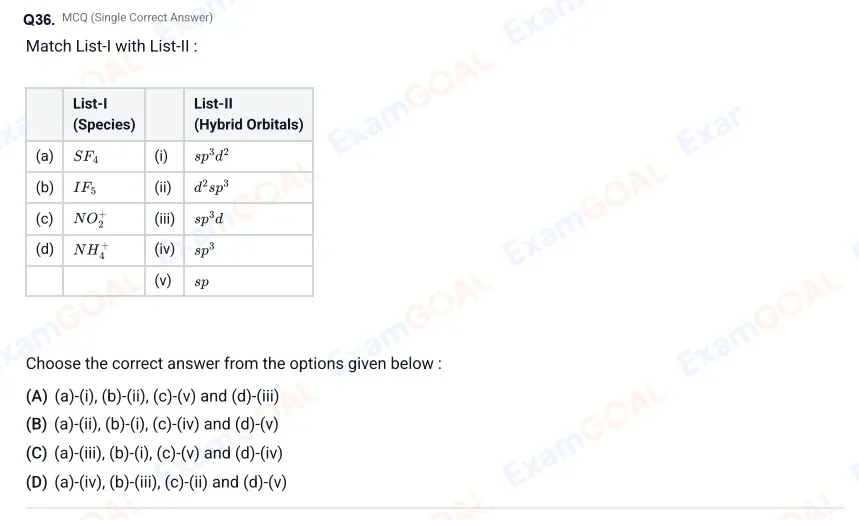 Q36. MCQ (Single Correct Answer)
Match List-I with List-II :
List-I (Species) List-II (Hybrid Orbitals)
(a) SF₄ (i) sp³d²
(b) IF₅ (ii) d²sp³
(c) NO₂⁺ (iii) sp³d
(d) NH₄⁺ (iv) sp³
(v) sp
Choose the correct answer from the options given below :
(A) (a)-(i), (b)-(ii), (c)-(v) and (d)-(iii)
(B) (a)-(ii), (b)-(i), (c)-(iv) and (d)-(v)
(C) (a)-(iii), (b)-(i), (c)-(v) and (d)-(iv)
(D) (a)-(iv), (b)-(iii), (c)-(ii) and (d)-(v)
ExamGOAL